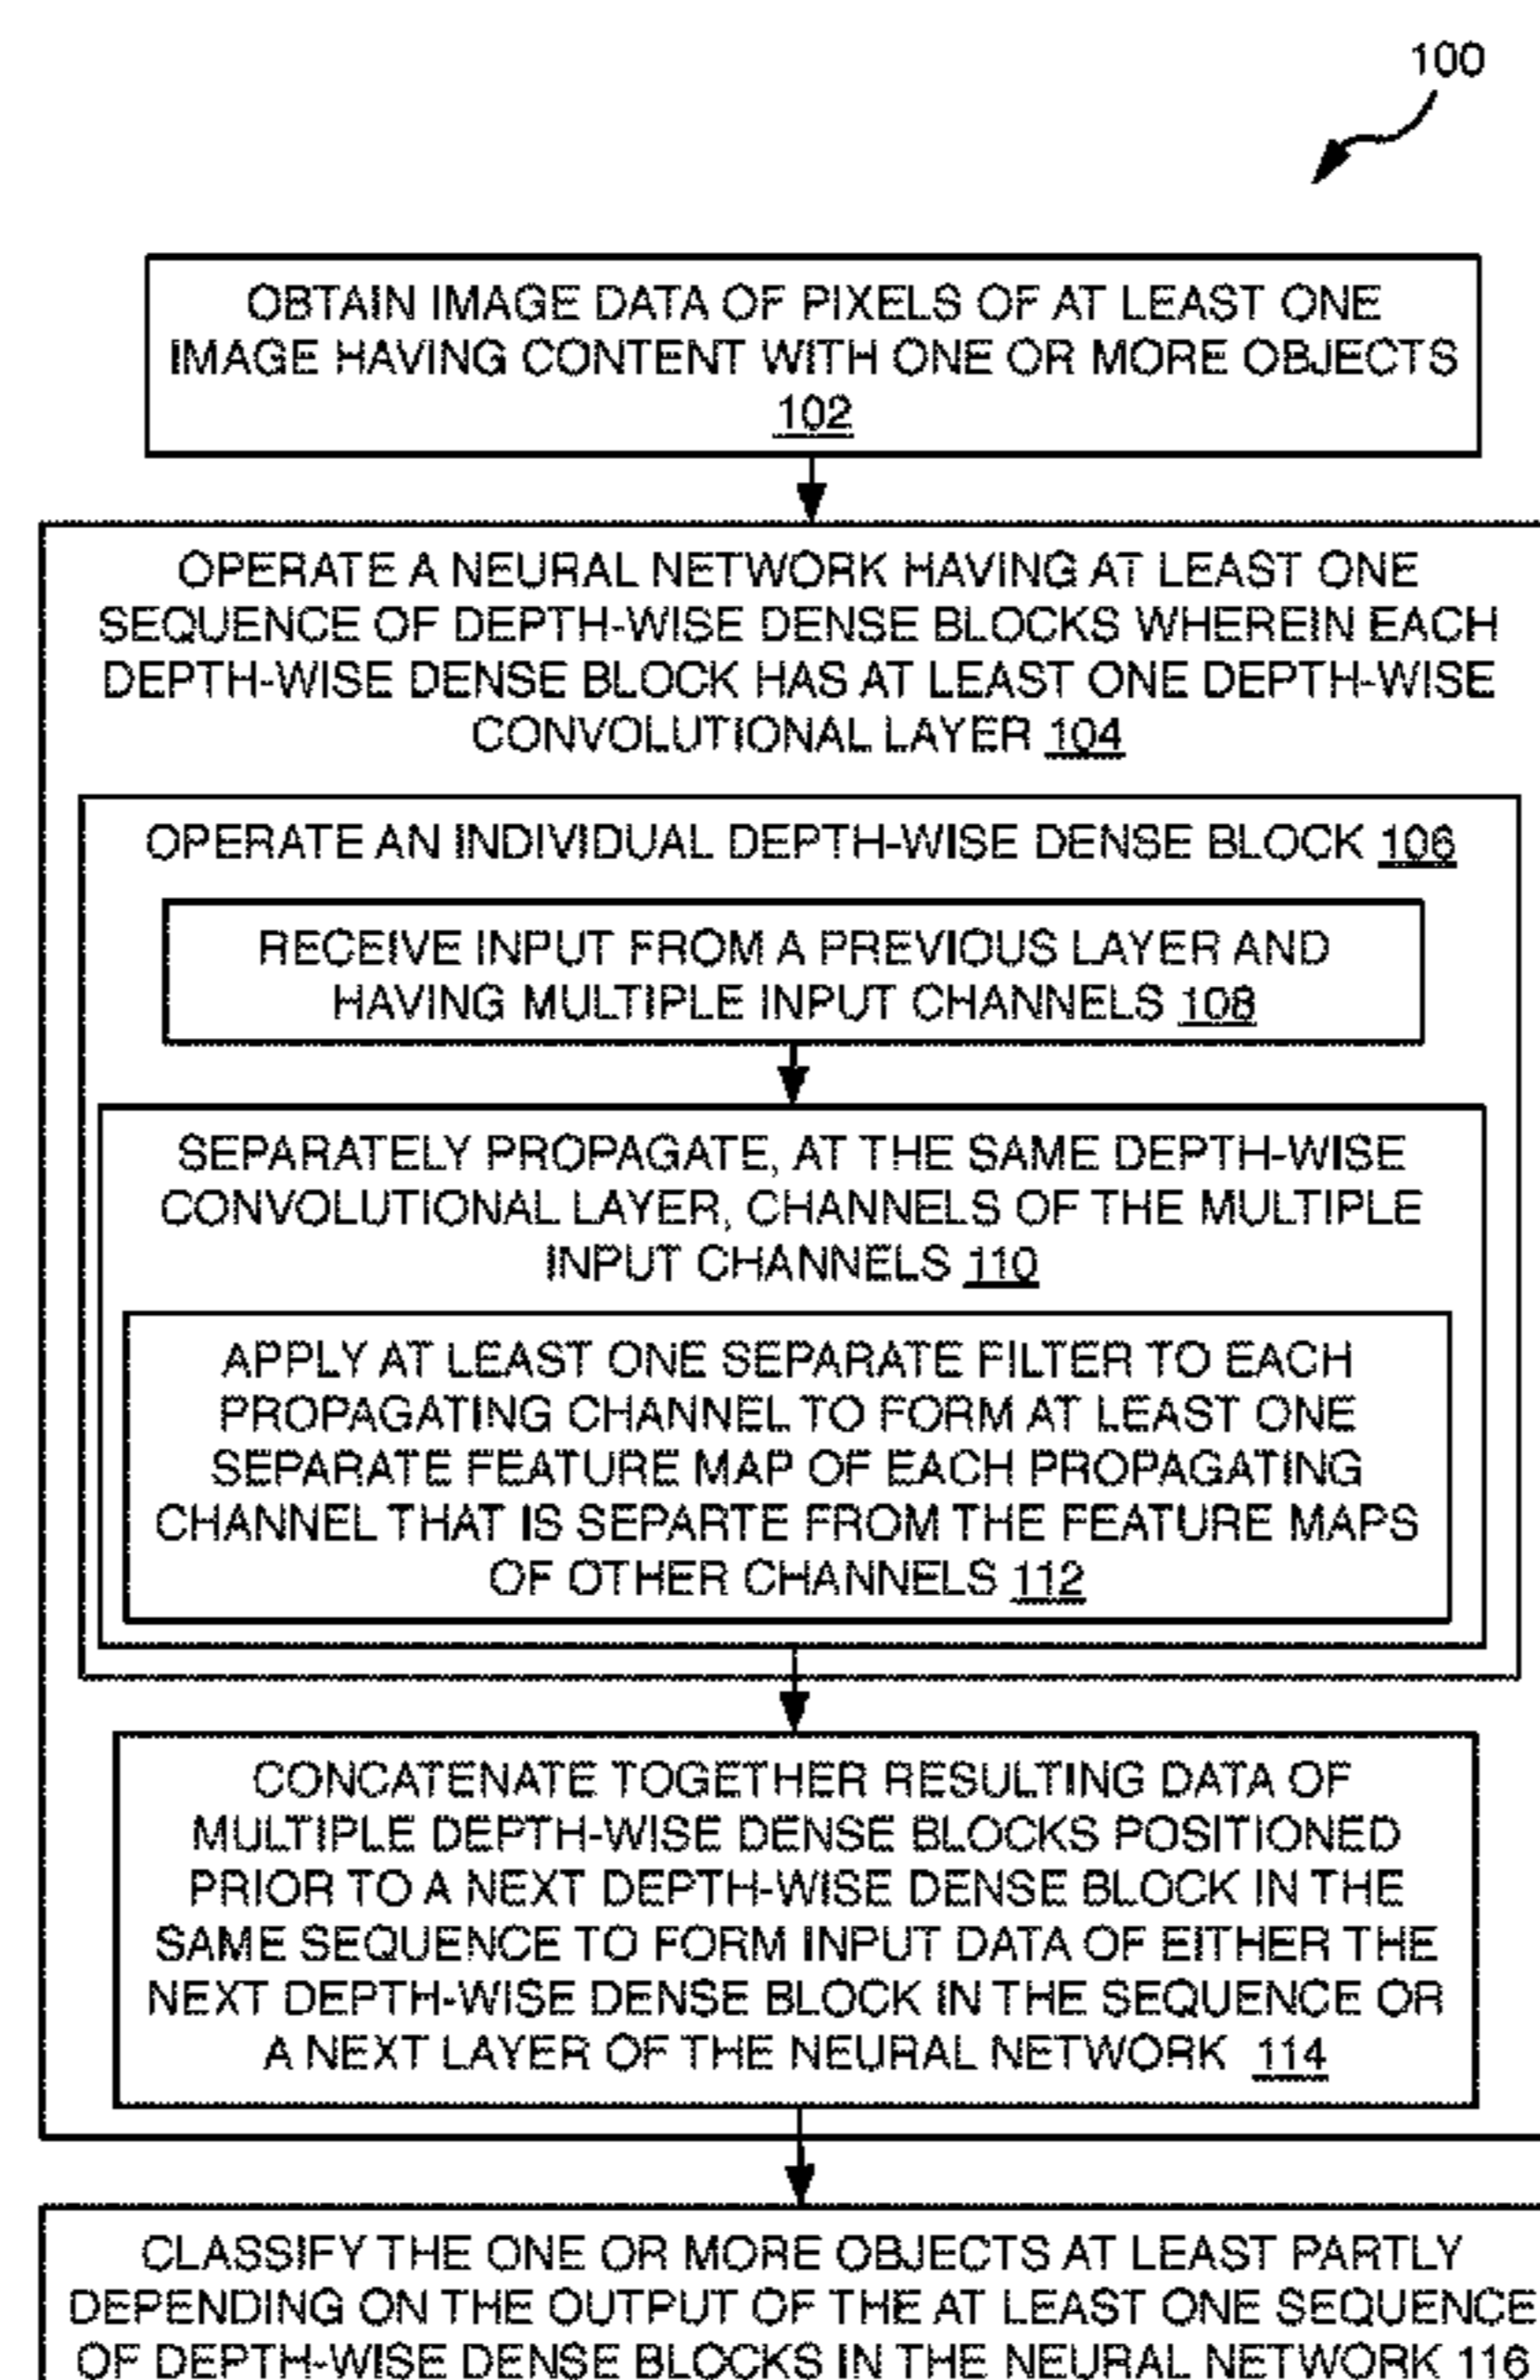 100
OBTAIN IMAGE DATA OF PIXELS OF AT LEAST ONE
IMAGE HAVING CONTENT WITH ONE OR MORE OBJECTS
102
OPERATE A NEURAL NETWORK HAVING AT LEAST ONE
SEQUENCE OF DEPTH-WISE DENSE BLOCKS WHEREIN EACH
DEPTH-WISE DENSE BLOCK HAS AT LEAST ONE DEPTH-WISE
CONVOLUTIONAL LAYER 104
OPERATE AN INDIVIDUAL DEPTH-WISE DENSE BLOCK 106
RECEIVE INPUT FROM A PREVIOUS LAYER AND
HAVING MULTIPLE INPUT CHANNELS 108
SEPARATELY PROPAGATE, AT THE SAME DEPTH-WISE
CONVOLUTIONAL LAYER, CHANNELS OF THE MULTIPLE
INPUT CHANNELS 110
APPLY AT LEAST ONE SEPARATE FILTER TO EACH
PROPAGATING CHANNEL TO FORM AT LEAST ONE
SEPARATE FEATURE MAP OF EACH PROPAGATING
CHANNEL THAT IS SEPARTE FROM THE FEATURE MAPS
OF OTHER CHANNELS 112
CONCATENATE TOGETHER RESULTING DATA OF
MULTIPLE DEPTH-WISE DENSE BLOCKS POSITIONED
PRIOR TO A NEXT DEPTH-WISE DENSE BLOCK IN THE
SAME SEQUENCE TO FORM INPUT DATA OF EITHER THE
NEXT DEPTH-WISE DENSE BLOCK IN THE SEQUENCE OR
A NEXT LAYER OF THE NEURAL NETWORK 114
CLASSIFY THE ONE OR MORE OBJECTS AT LEAST PARTLY
DEPENDING ON THE OUTPUT OF THE AT LEAST ONE SEQUENCE
OF DEPTH-WISE DENSE BLOCKS IN THE NEURAL NETWORK 116